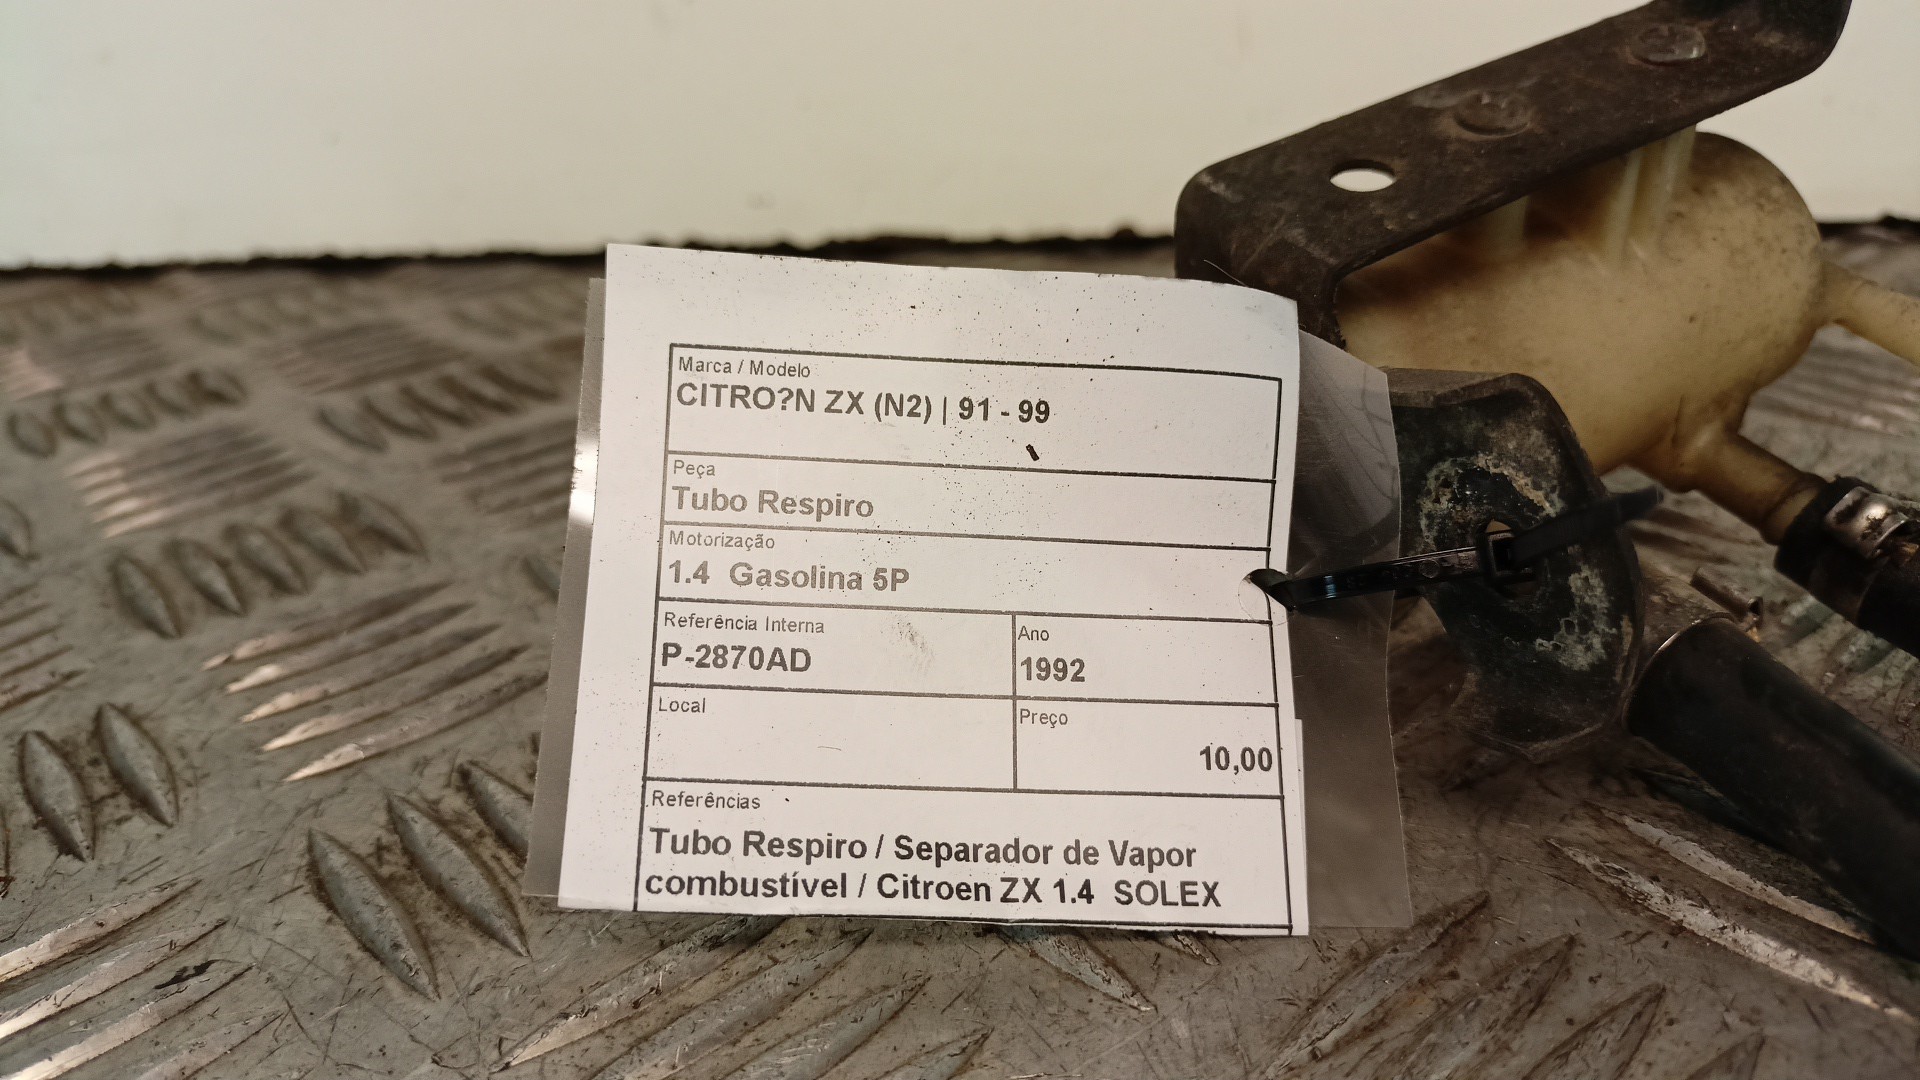 Marca / Modelo
CITRO?N ZX (N2) | 91 - 99
Peça
Tubo Respiro
Motorização
1.4 Gasolina 5P
Referência Interna
P-2870AD
Ano
1992
Local
Preço
10,00
Referências
Tubo Respiro / Separador de Vapor
combustível / Citroen ZX 1.4 SOLEX